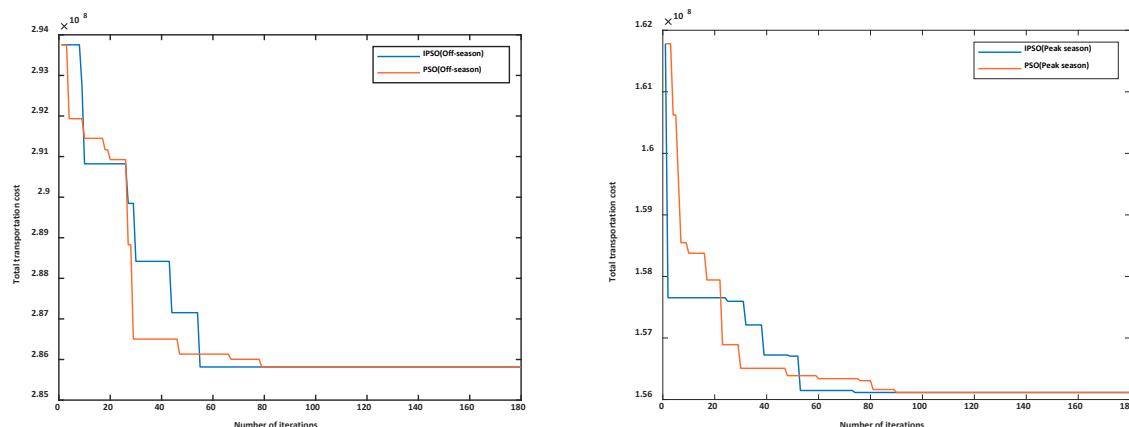 × 10 8
2.94
2.93
2.92
2.91
2.9
2.89
2.88
2.87
2.86
2.85
0 20 40 60 80 100 120 140 160 180
Total transportation cost
Number of iterations
IPSO(Off-season)
PSO(Off-season)
× 10 8
1.62
1.61
1.6
1.59
1.58
1.57
1.56
0 20 40 60 80 100 120 140 160 180
Total transportation cost
Number of iterations
IPSO(Peak season)
PSO(Peak season)